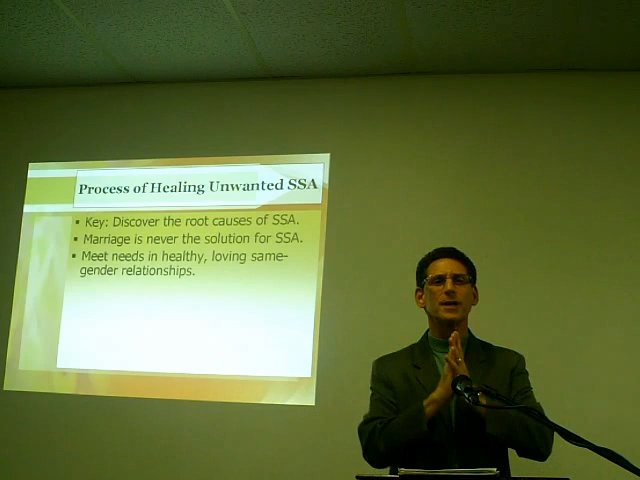 Process of Healing Unwanted SSA
▪ Key: Discover the root causes of SSA.
▪ Marriage is never the solution for SSA.
▪ Meet needs in healthy, loving same-
gender relationships.